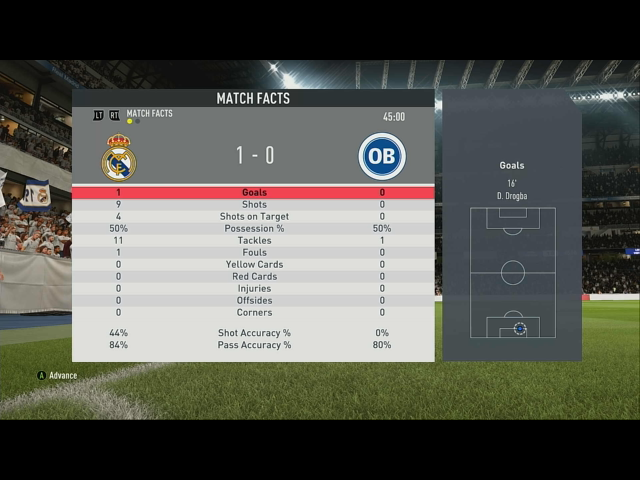 MATCH FACTS
LT RT MATCH FACTS
45:00
1 - 0
OB
1 Goals 0
9 Shots 0
4 Shots on Target 0
50% Possession % 50%
11 Tackles 1
1 Fouls 0
0 Yellow Cards 0
0 Red Cards 0
0 Injuries 0
0 Offsides 0
0 Corners 0
44% Shot Accuracy % 0%
84% Pass Accuracy % 80%
Goals
16'
D. Drogba
A Advance